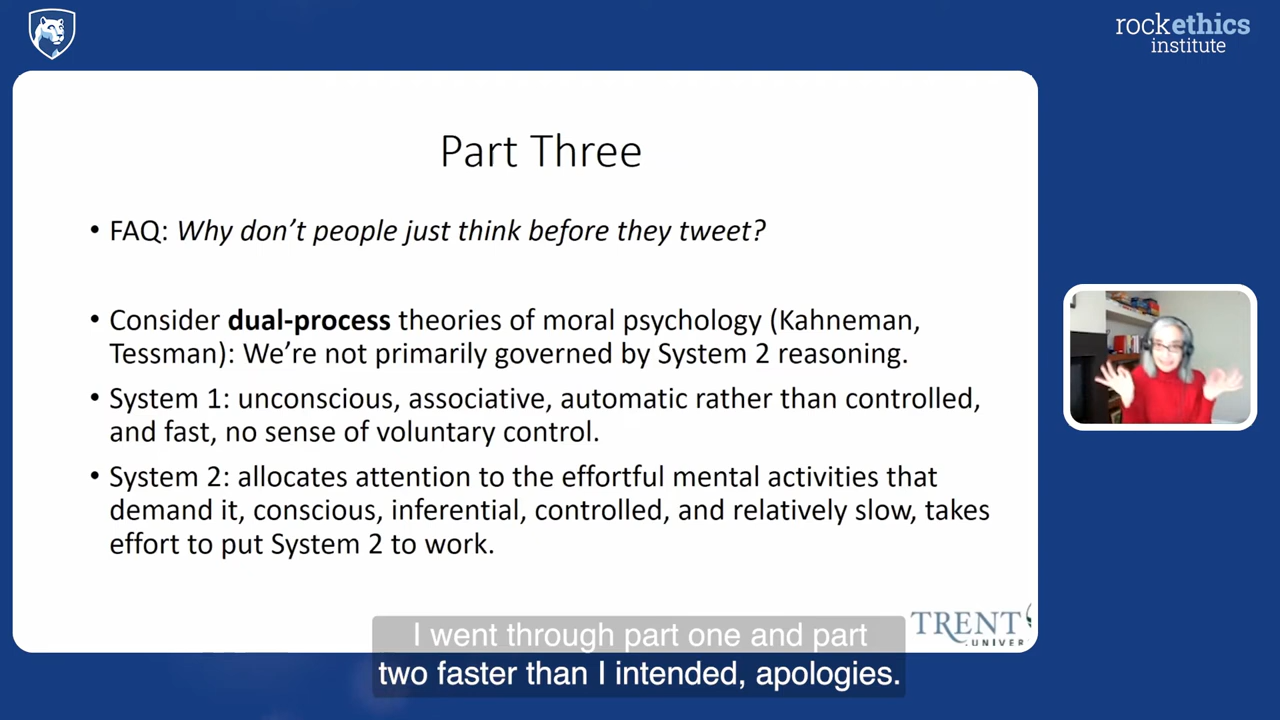 rockethics
institute
Part Three
• FAQ: Why don’t people just think before they tweet?
• Consider dual-process theories of moral psychology (Kahneman,
Tessman): We’re not primarily governed by System 2 reasoning.
• System 1: unconscious, associative, automatic rather than controlled,
and fast, no sense of voluntary control.
• System 2: allocates attention to the effortful mental activities that
demand it, conscious, inferential, controlled, and relatively slow, takes
effort to put System 2 to work.
TRENT
UNIVER
I went through part one and part
two faster than I intended, apologies.